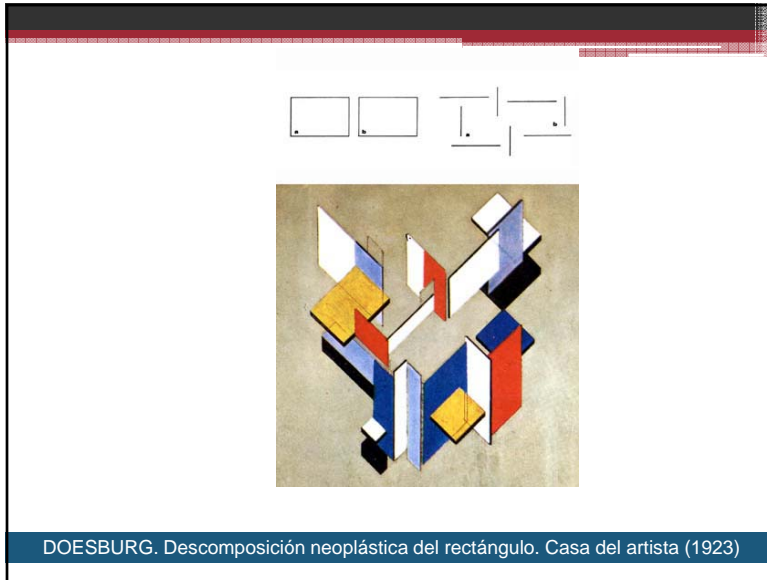 a
b
a
b
DOESBURG. Descomposición neoplástica del rectángulo. Casa del artista (1923)